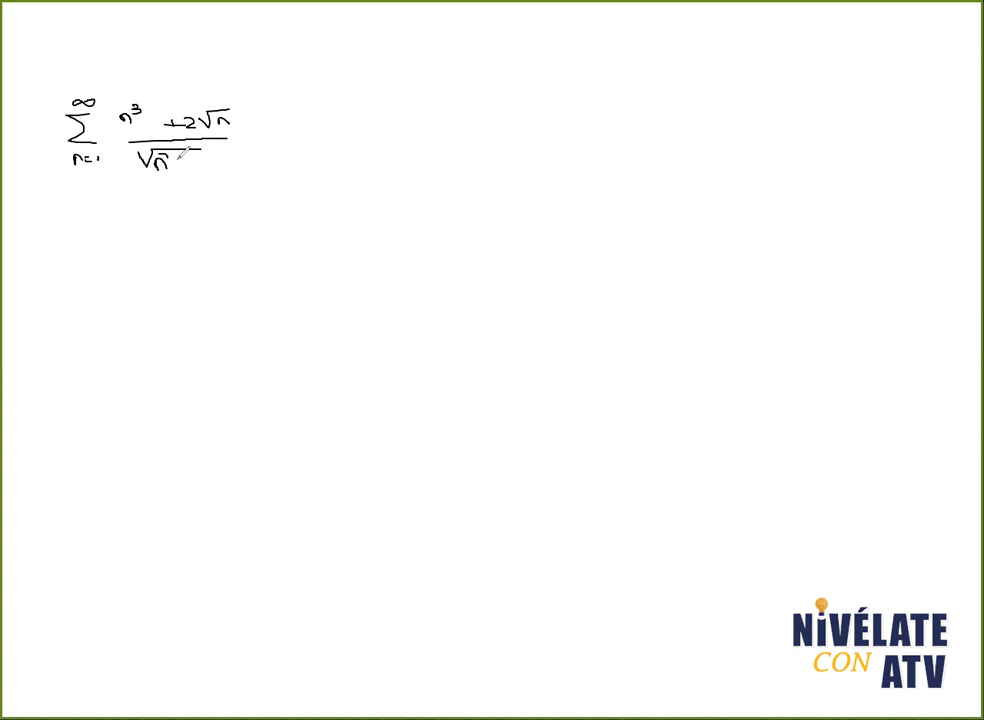 ∞
∑ n³ + 2√n
n=1 √n
NIVÉLATE
CON
ATV